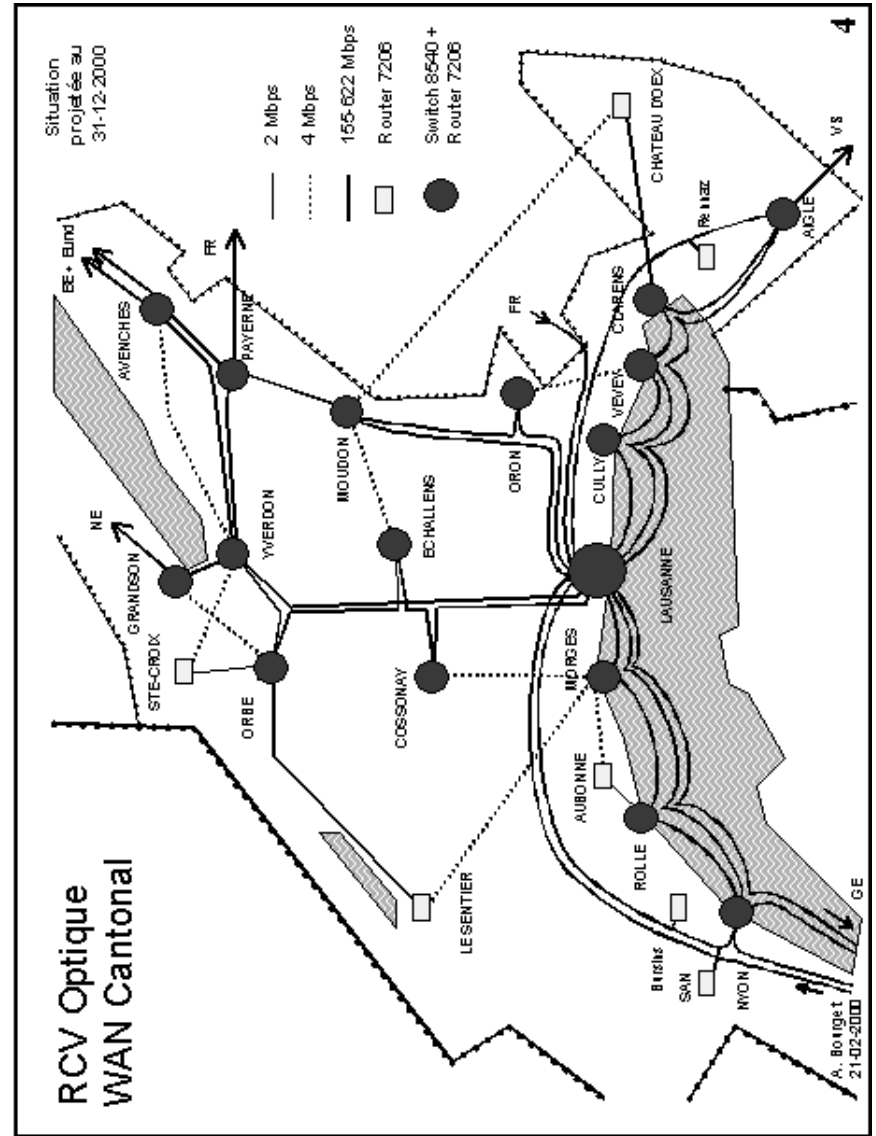 RCV Optique
WAN Cantonal
Situation
projetée au
31-12-2000
2 Mbps
4 Mbps
155-622 Mbps
Router 7206
Switch 8540 +
Router 7206
NE
BE + Bund
FR
AVENCHES
GRANDSON
STE-CROIX
YVERDON
PAYERNE
ORBE
MOUDON
ECHALLENS
COSSONAY
LE SENTIER
ORON
FR
CHATEAU DOEX
LAUSANNE
MORGES
AUBONNE
ROLLE
CULLY
VEVEY
CLARENS
Rennaz
AIGLE
VS
Bursins
SAN
NYON
GE
A. Bourget
21-02-2000
4